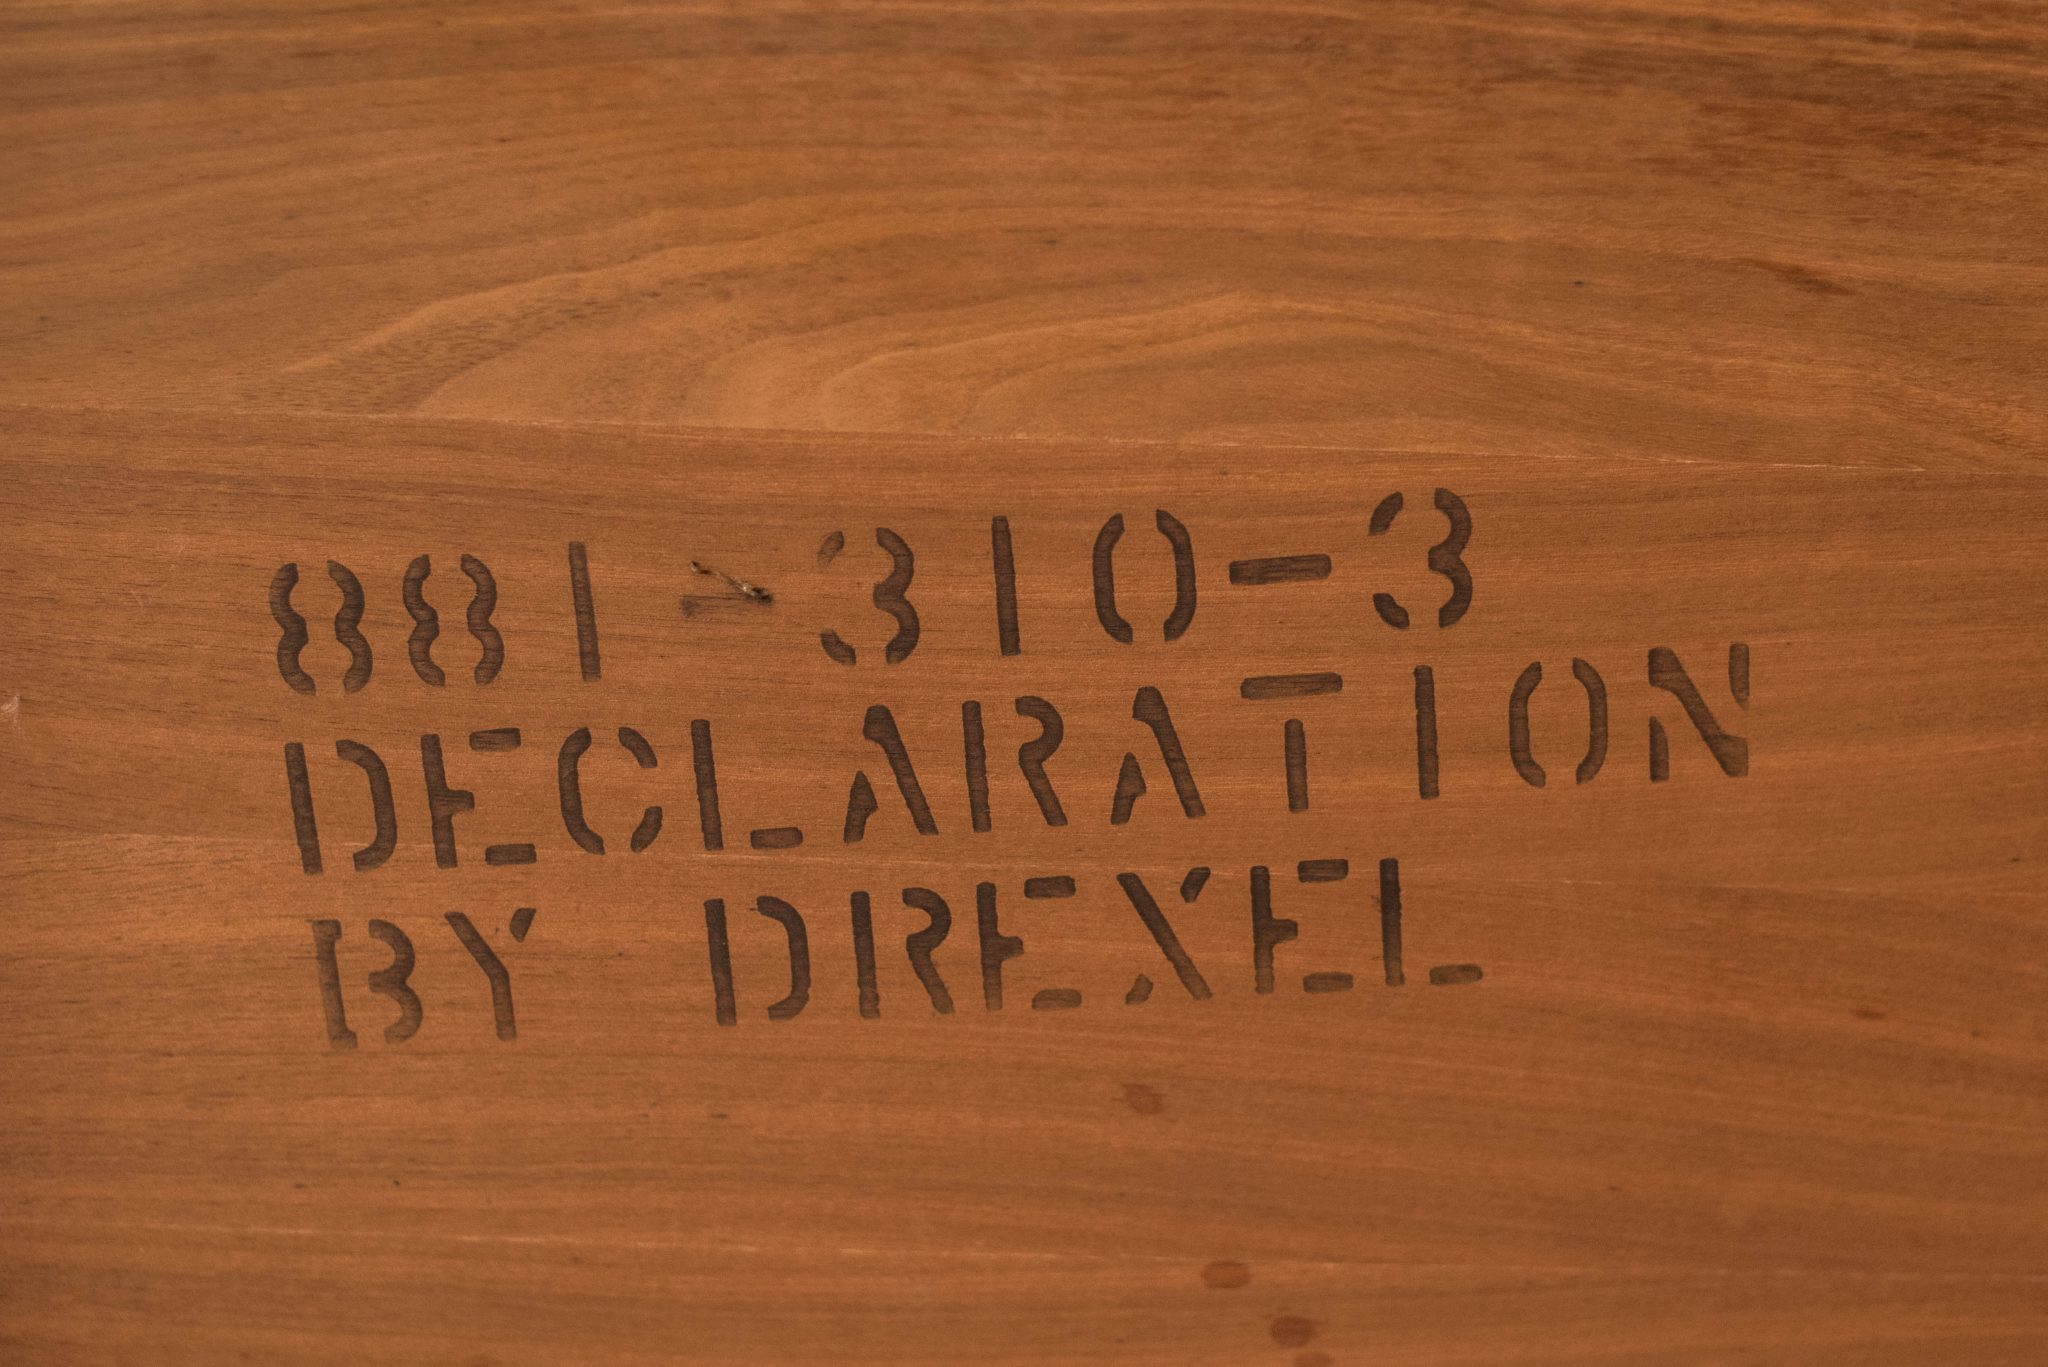 881-310-3
DECLARATION
BY DREXEL